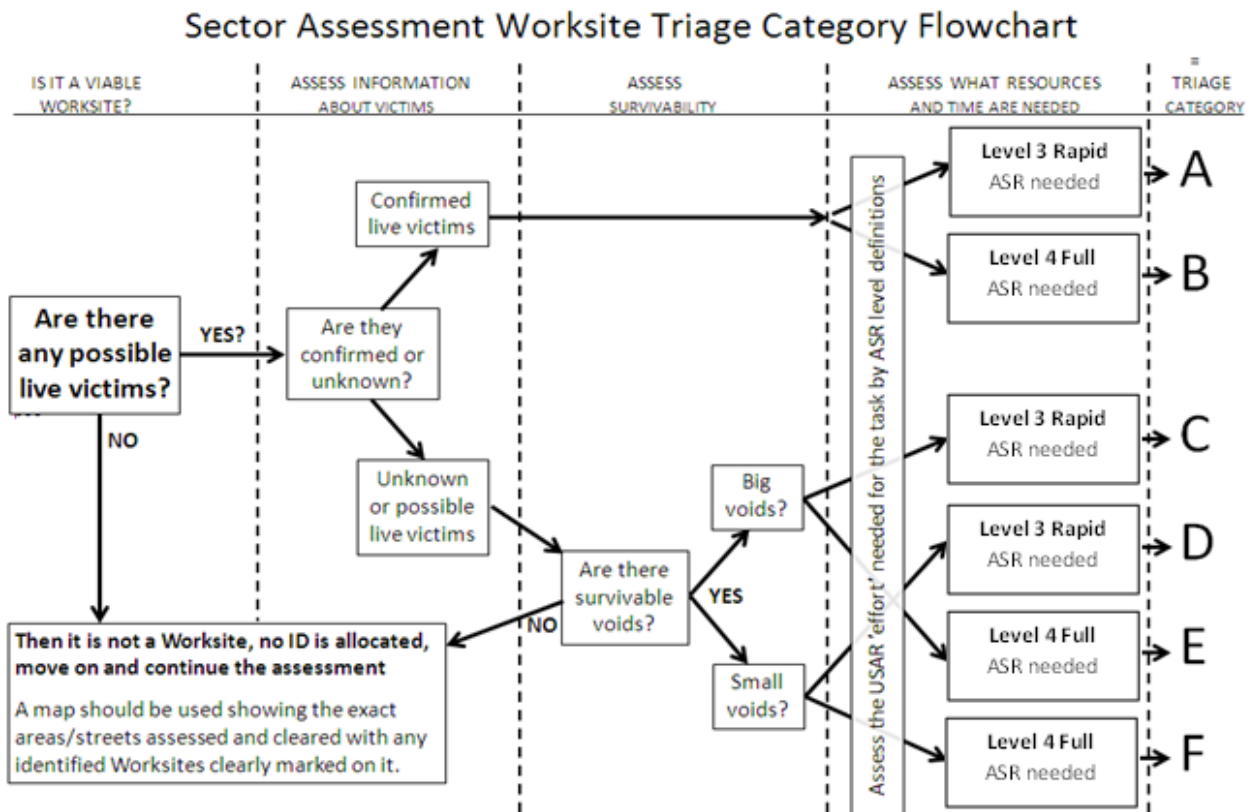 Sector Assessment Worksite Triage Category Flowchart
IS IT A VIABLE
WORKSITE?
ASSESS INFORMATION
ABOUT VICTIMS
ASSESS
SURVIVABILITY
ASSESS WHAT RESOURCES
AND TIME ARE NEEDED
=
TRIAGE
CATEGORY
Are there
any possible
live victims?
YES?
NO
Are they
confirmed or
unknown?
Confirmed
live victims
Unknown
or possible
live victims
Are there
survivable
voids?
YES
NO
Big
voids?
Small
voids?
Then it is not a Worksite, no ID is allocated,
move on and continue the assessment
A map should be used showing the exact
areas/streets assessed and cleared with any
identified Worksites clearly marked on it.
Assess the USAR 'effort' needed for the task by ASR level definitions
Level 3 Rapid
ASR needed
A
Level 4 Full
ASR needed
B
Level 3 Rapid
ASR needed
C
Level 3 Rapid
ASR needed
D
Level 4 Full
ASR needed
E
Level 4 Full
ASR needed
F